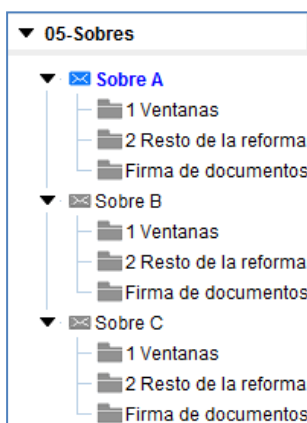 05-Sobres
Sobre A
1 Ventanas
2 Resto de la reforma
Firma de documentos
Sobre B
1 Ventanas
2 Resto de la reforma
Firma de documentos
Sobre C
1 Ventanas
2 Resto de la reforma
Firma de documentos